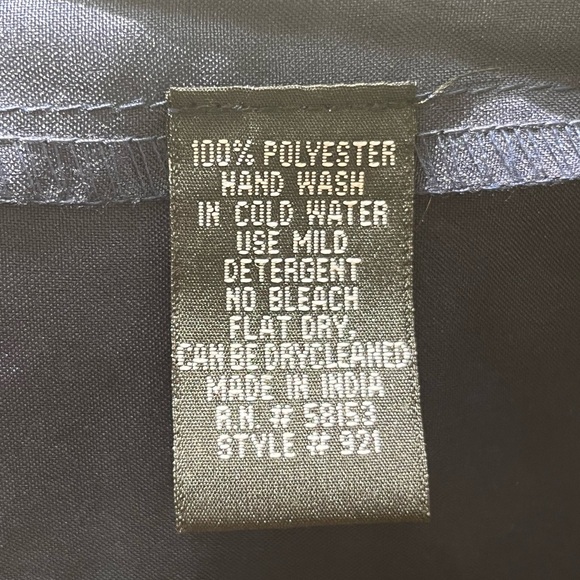 100% POLYESTER
HAND WASH
IN COLD WATER
USE MILD
DETERGENT
NO BLEACH
FLAT DRY,
CAN BE DRYCLEANED
MADE IN INDIA
R.N. # 58153
STYLE # 921